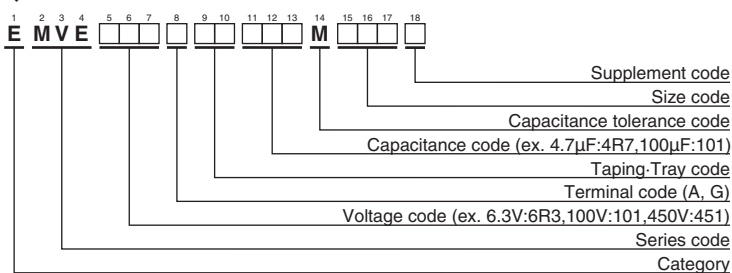 1 2 3 4 5 6 7 8 9 10 11 12 13 14 15 16 17 18
E MVE M
Supplement code
Size code
Capacitance tolerance code
Capacitance code (ex. 4.7μF:4R7,100μF:101)
Taping·Tray code
Terminal code (A, G)
Voltage code (ex. 6.3V:6R3,100V:101,450V:451)
Series code
Category